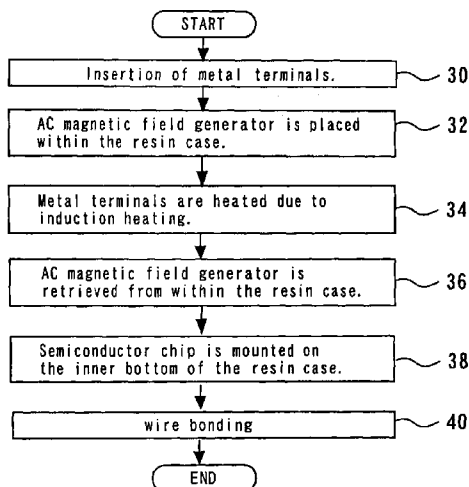 START
Insertion of metal terminals.
30
AC magnetic field generator is placed
within the resin case.
32
Metal terminals are heated due to
induction heating.
34
AC magnetic field generator is
retrieved from within the resin case.
36
Semiconductor chip is mounted on
the inner bottom of the resin case.
38
wire bonding
40
END